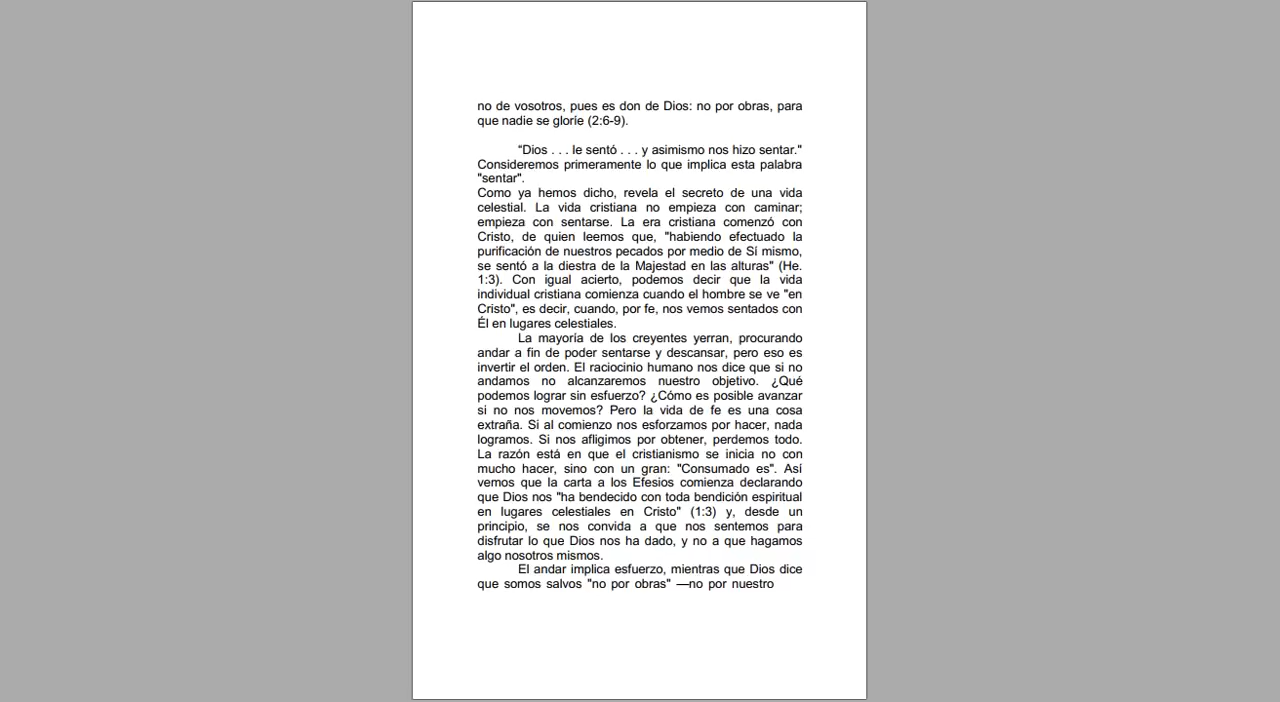 no de vosotros, pues es don de Dios: no por obras, para
que nadie se gloríe (2:6-9).
"Dios . . . le sentó . . . y asimismo nos hizo sentar."
Consideremos primeramente lo que implica esta palabra
"sentar".
Como ya hemos dicho, revela el secreto de una vida
celestial. La vida cristiana no empieza con caminar;
empieza con sentarse. La era cristiana comenzó con
Cristo, de quien leemos que, "habiendo efectuado la
purificación de nuestros pecados por medio de Sí mismo,
se sentó a la diestra de la Majestad en las alturas" (He.
1:3). Con igual acierto, podemos decir que la vida
individual cristiana comienza cuando el hombre se ve "en
Cristo", es decir, cuando, por fe, nos vemos sentados con
Él en lugares celestiales.
La mayoría de los creyentes yerran, procurando
andar a fin de poder sentarse y descansar, pero eso es
invertir el orden. El raciocinio humano nos dice que si no
andamos no alcanzaremos nuestro objetivo. ¿Qué
podemos lograr sin esfuerzo? ¿Cómo es posible avanzar
si no nos movemos? Pero la vida de fe es una cosa
extraña. Si al comienzo nos esforzamos por hacer, nada
logramos. Si nos afligimos por obtener, perdemos todo.
La razón está en que el cristianismo se inicia no con
mucho hacer, sino con un gran: "Consumado es". Así
vemos que la carta a los Efesios comienza declarando
que Dios nos "ha bendecido con toda bendición espiritual
en lugares celestiales en Cristo" (1:3) y, desde un
principio, se nos convida a que nos sentemos para
disfrutar lo que Dios nos ha dado, y no a que hagamos
algo nosotros mismos.
El andar implica esfuerzo, mientras que Dios dice
que somos salvos "no por obras" —no por nuestro